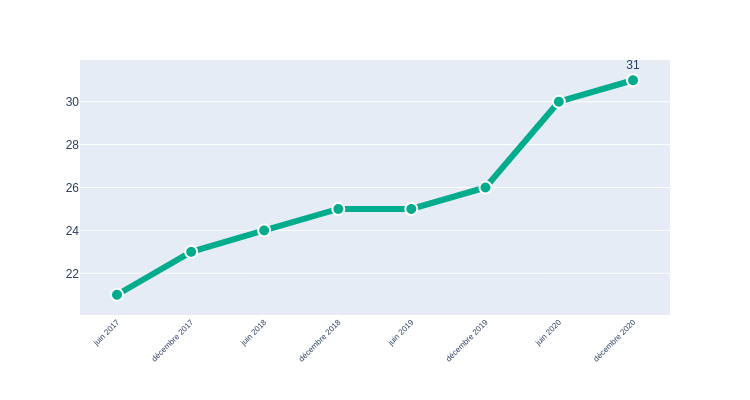 31
30
28
26
24
22
juin 2017
décembre 2017
juin 2018
décembre 2018
juin 2019
décembre 2019
juin 2020
décembre 2020